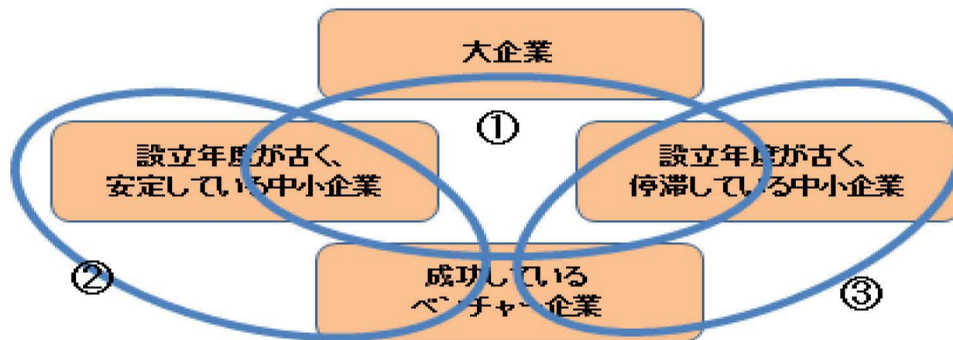 大企業
①
設立年度が古く、
安定している中小企業
設立年度が古く、
停滞している中小企業
②
成功している
ベンチャー企業
③